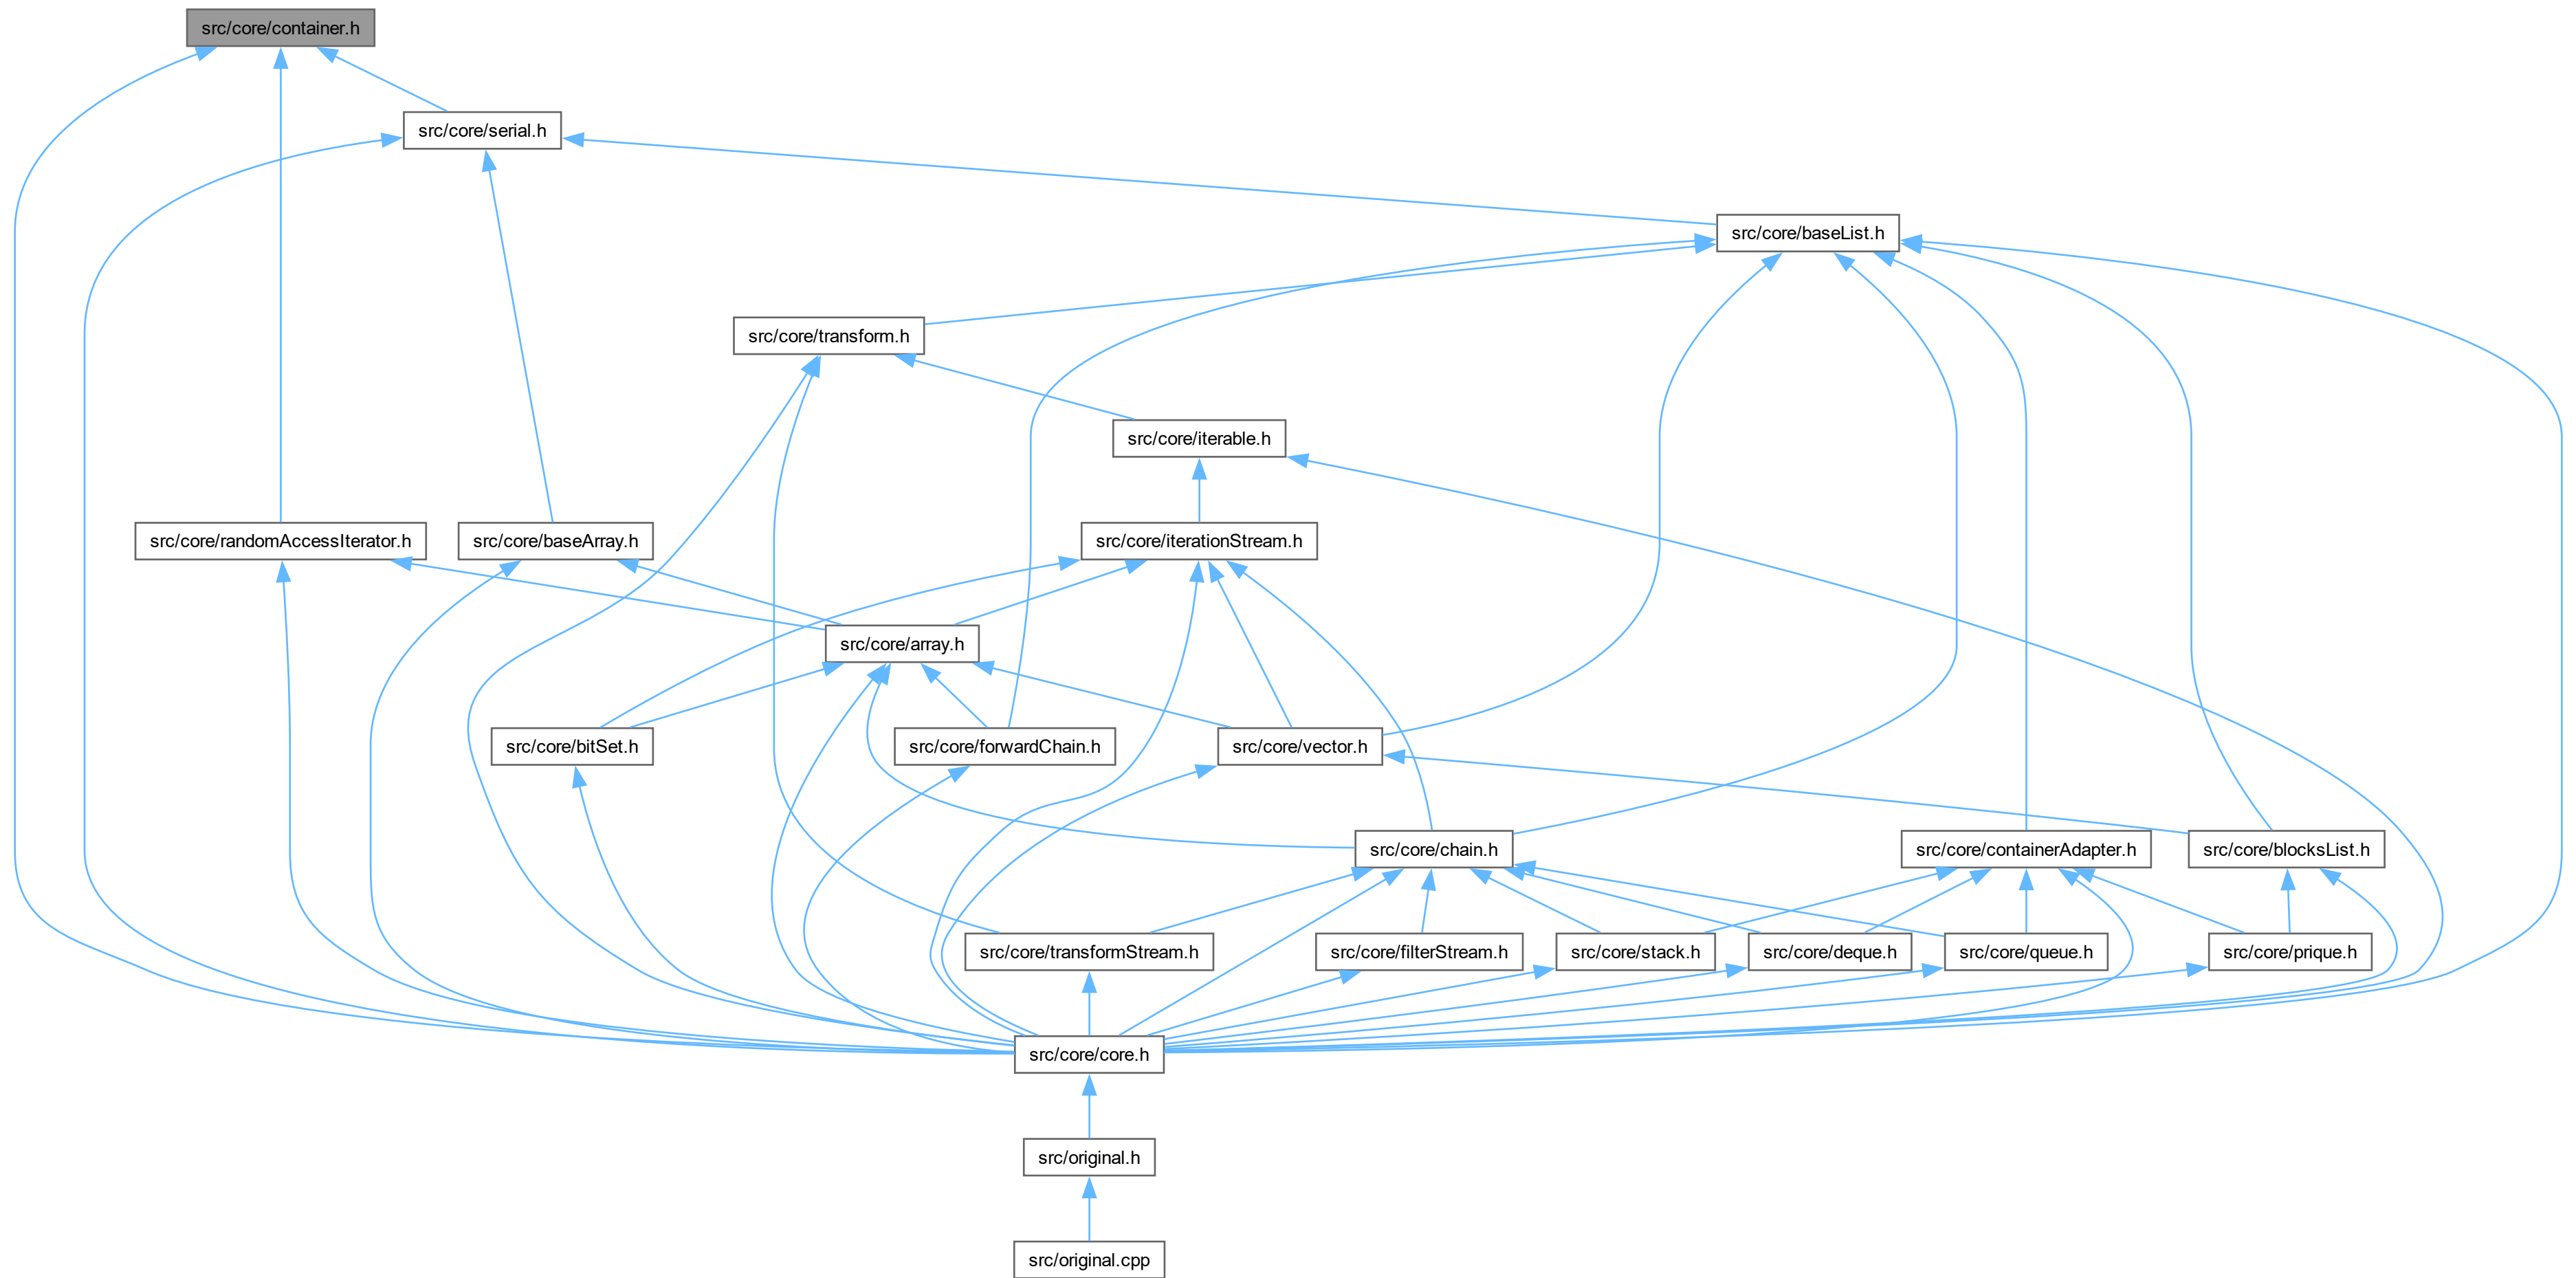 src/core/container.h
src/core/serial.h
src/core/baseList.h
src/core/transform.h
src/core/iterable.h
src/core/randomAccessIterator.h
src/core/baseArray.h
src/core/iterationStream.h
src/core/array.h
src/core/bitSet.h
src/core/forwardChain.h
src/core/vector.h
src/core/chain.h
src/core/containerAdapter.h
src/core/blocksList.h
src/core/transformStream.h
src/core/filterStream.h
src/core/stack.h
src/core/deque.h
src/core/queue.h
src/core/prique.h
src/core/core.h
src/original.h
src/original.cpp